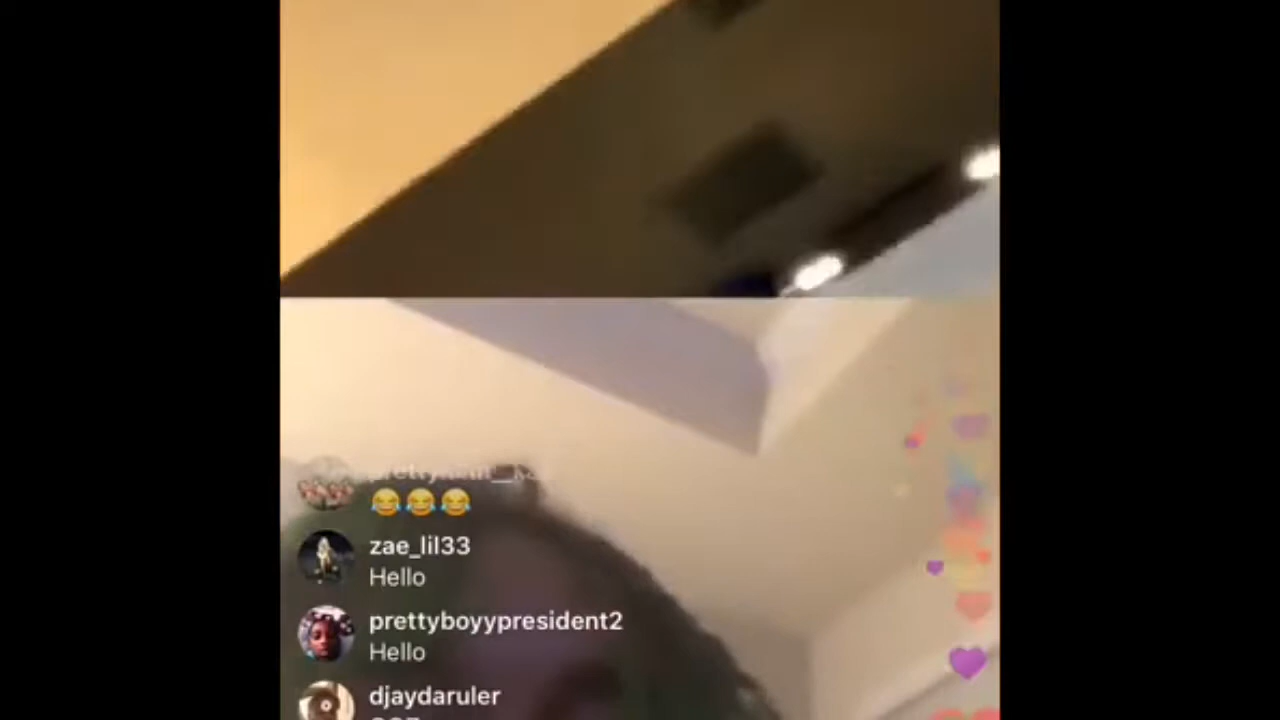 😂😂😂
zae_lil33
Hello
prettyboyypresident2
Hello
djaydaruler